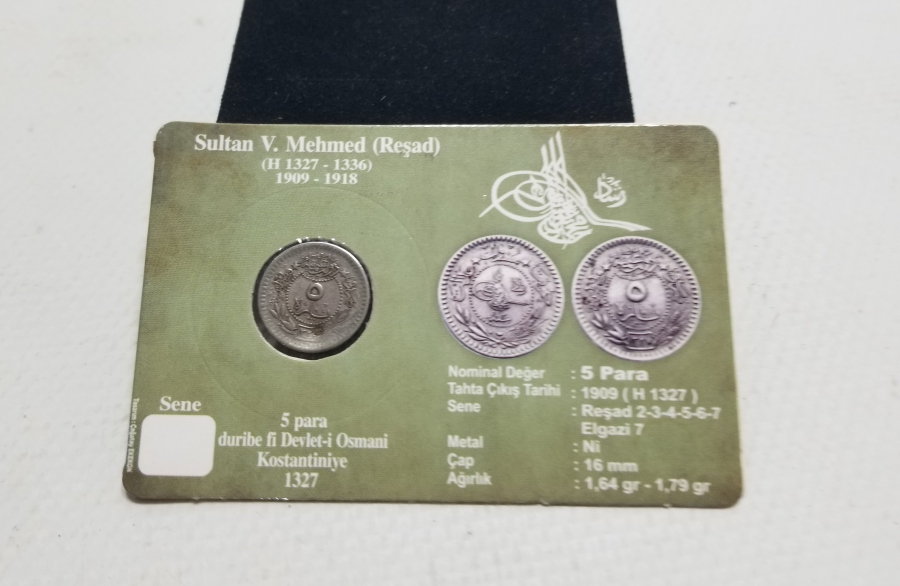 Sultan V. Mehmed (Reşad)
(H 1327 - 1336)
1909 - 1918
٥
٥
Nominal Değer : 5 Para
Tahta Çıkış Tarihi : 1909 ( H 1327 )
Sene : Reşad 2-3-4-5-6-7
Elgazi 7
Metal : Ni
Çap : 16 mm
Ağırlık : 1,64 gr - 1,79 gr
Sene
5 para
duribe fi Devlet-i Osmani
Kostantiniye
1327